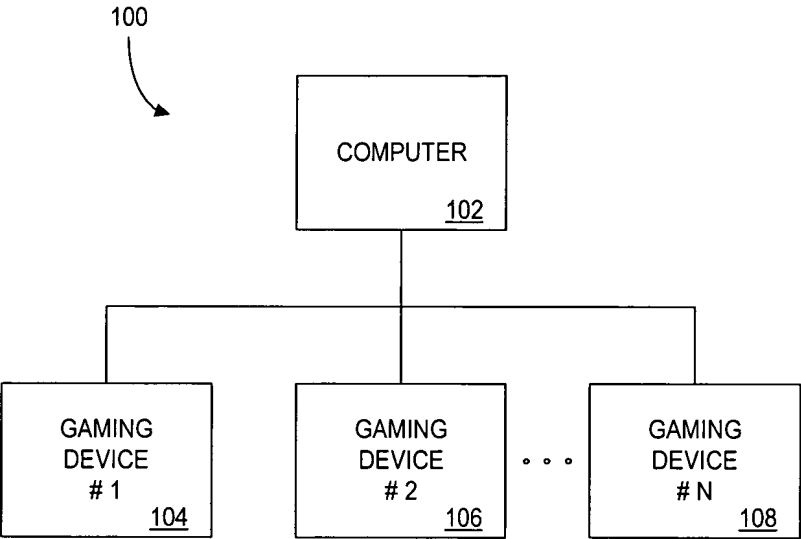 100
COMPUTER
102
GAMING
DEVICE
# 1
104
GAMING
DEVICE
# 2
106
GAMING
DEVICE
# N
108